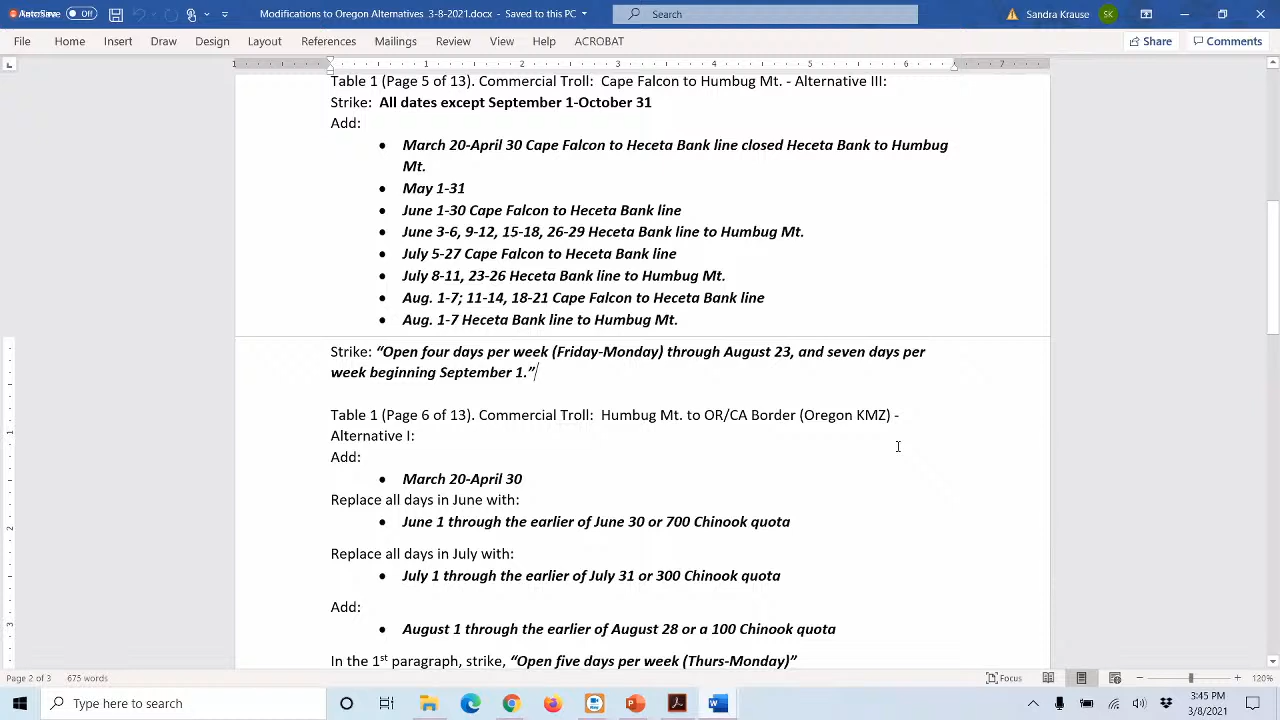 AutoSave Off Modifications to Oregon Alternatives 3-8-2021.docx - Saved to this PC Search Sandra Krause SK
File Home Insert Draw Design Layout References Mailings Review View Help ACROBAT Share Comments
1 1 2 3 4 5 6 7
Table 1 (Page 5 of 13). Commercial Troll: Cape Falcon to Humbug Mt. - Alternative III:
Strike: All dates except September 1-October 31
Add:
• March 20-April 30 Cape Falcon to Heceta Bank line closed Heceta Bank to Humbug
Mt.
• May 1-31
• June 1-30 Cape Falcon to Heceta Bank line
• June 3-6, 9-12, 15-18, 26-29 Heceta Bank line to Humbug Mt.
• July 5-27 Cape Falcon to Heceta Bank line
• July 8-11, 23-26 Heceta Bank line to Humbug Mt.
• Aug. 1-7; 11-14, 18-21 Cape Falcon to Heceta Bank line
• Aug. 1-7 Heceta Bank line to Humbug Mt.
Strike: “Open four days per week (Friday-Monday) through August 23, and seven days per
week beginning September 1.”
Table 1 (Page 6 of 13). Commercial Troll: Humbug Mt. to OR/CA Border (Oregon KMZ) -
Alternative I:
Add:
• March 20-April 30
Replace all days in June with:
• June 1 through the earlier of June 30 or 700 Chinook quota
Replace all days in July with:
• July 1 through the earlier of July 31 or 300 Chinook quota
Add:
• August 1 through the earlier of August 28 or a 100 Chinook quota
In the 1st paragraph, strike, “Open five days per week (Thurs-Monday)”
Page 2 of 3 675 words Focus 120%
Type here to search 3:45 PM
3/8/2021